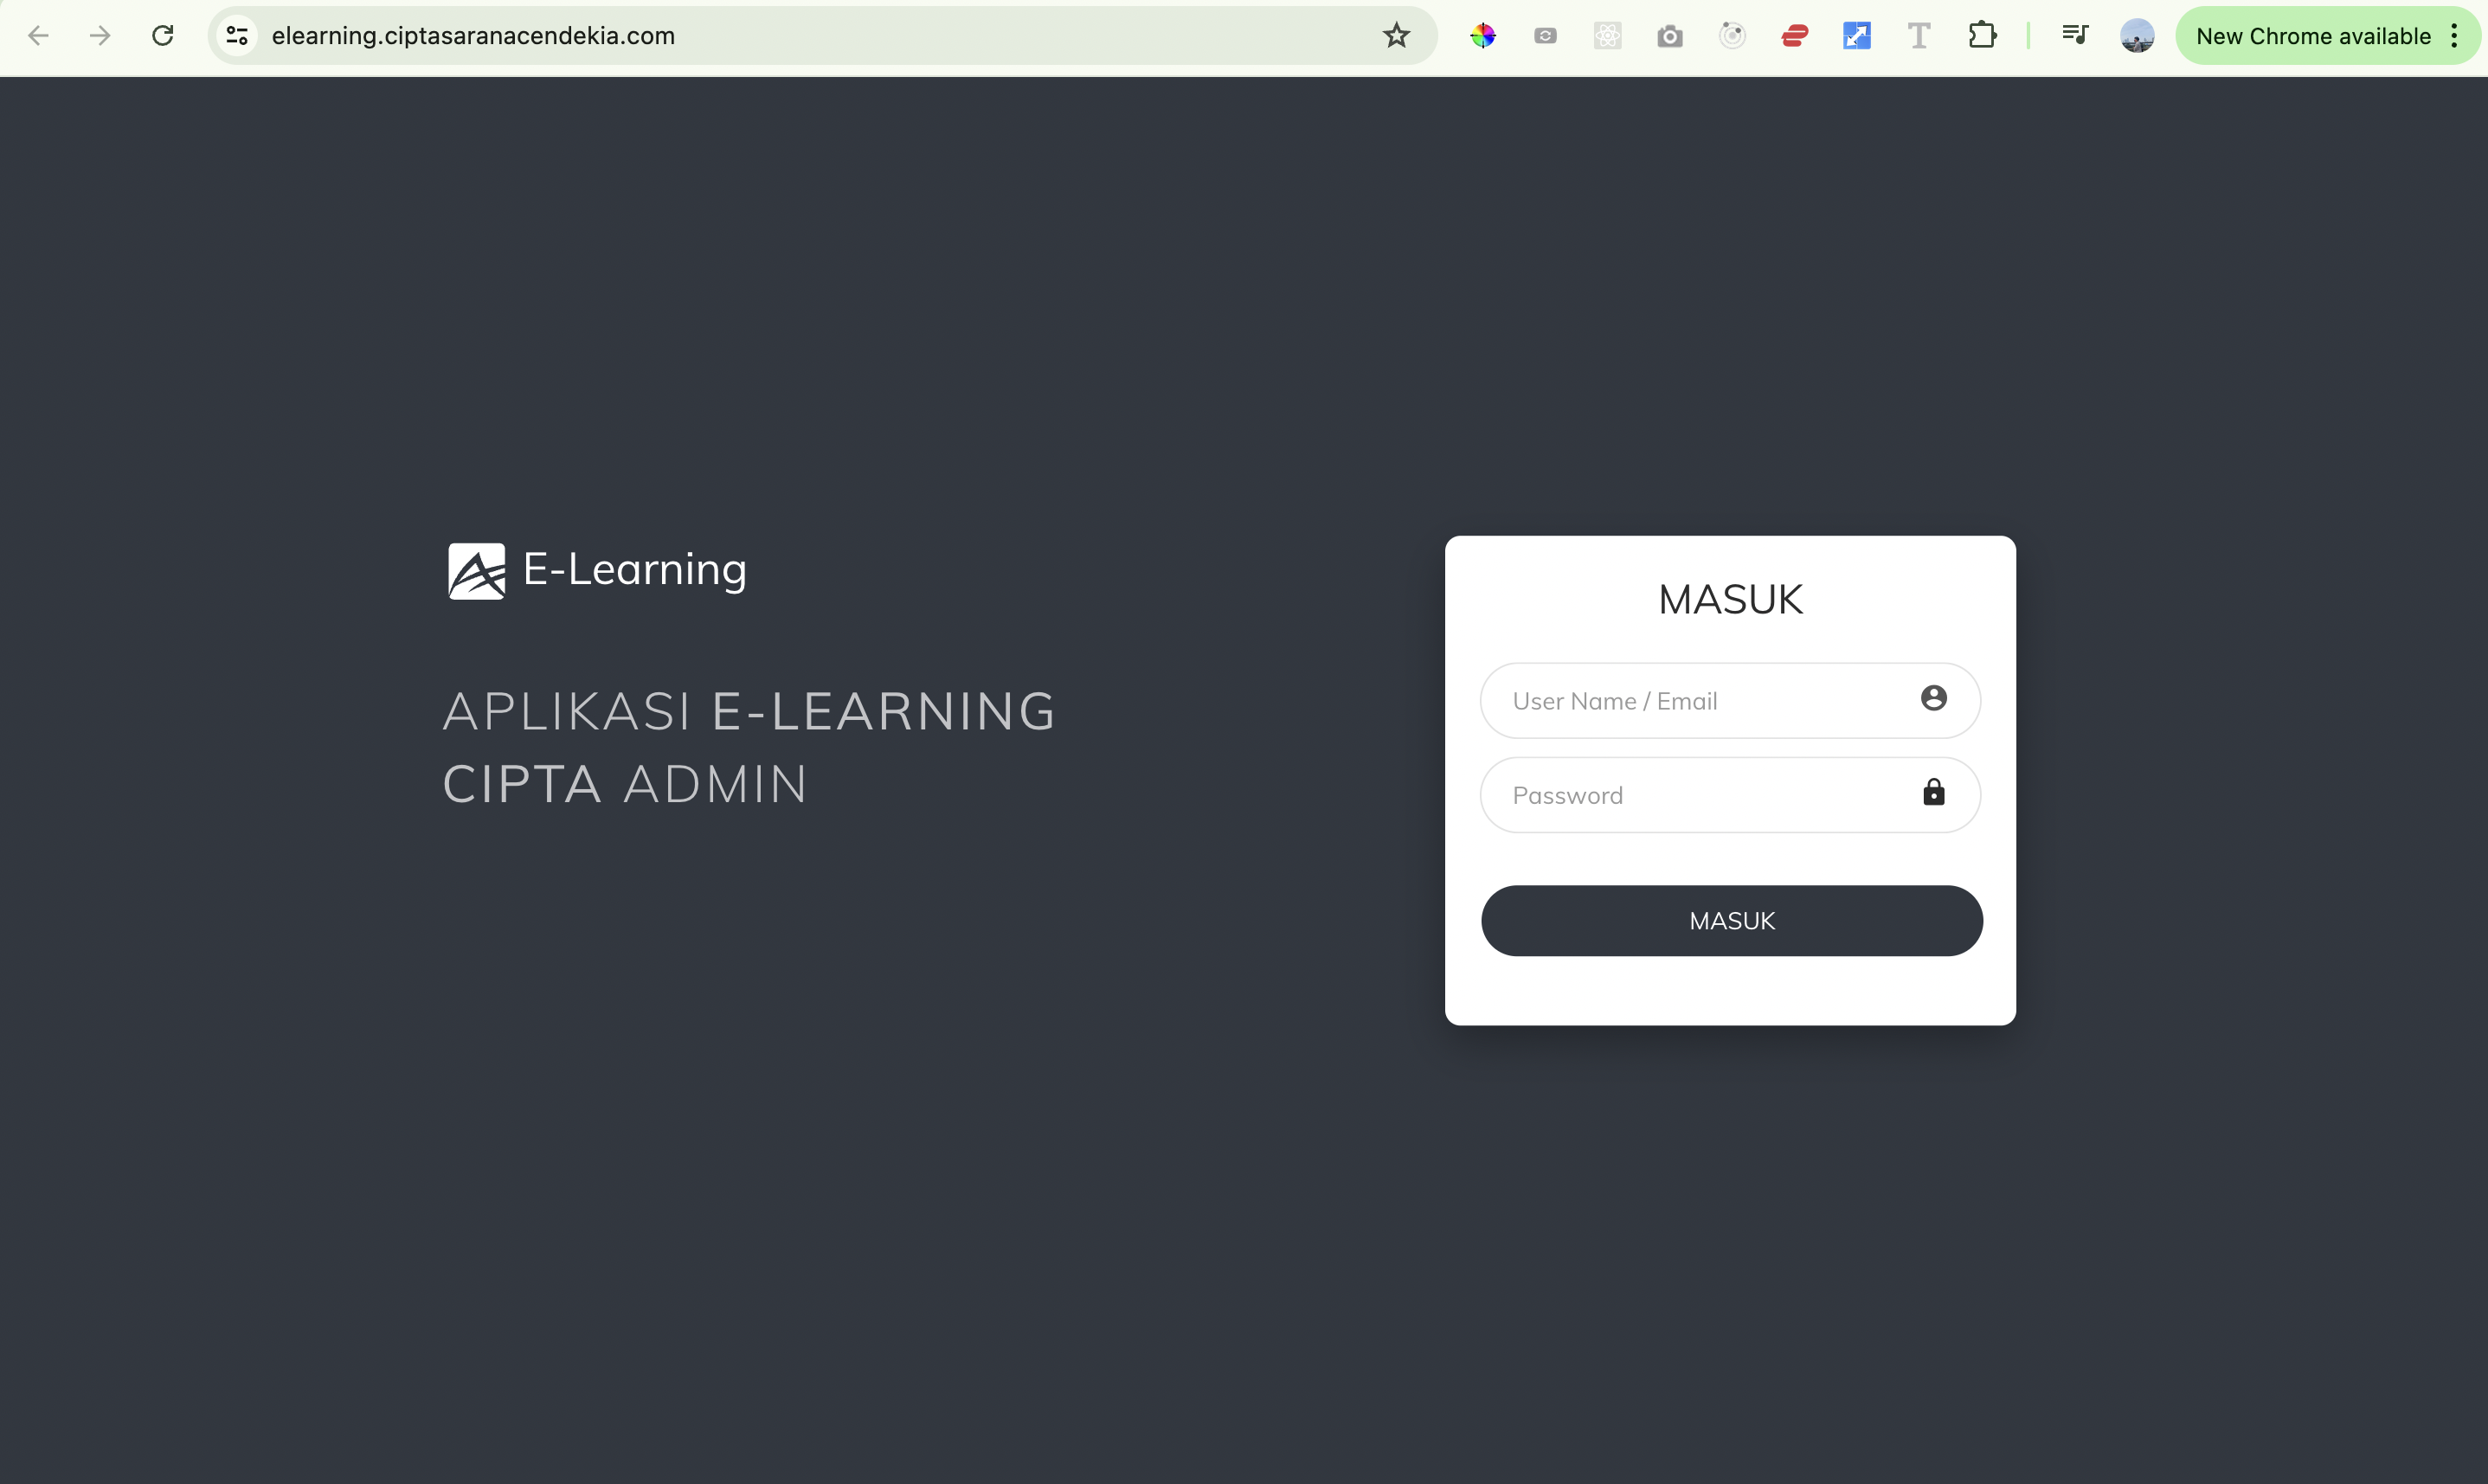 elearning.ciptasaranacendekia.com
New Chrome available
E-Learning
APLIKASI E-LEARNING
CIPTA ADMIN
MASUK
User Name / Email
Password
MASUK